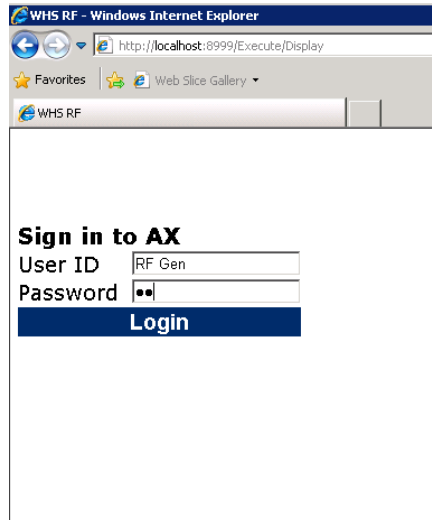 WHS RF - Windows Internet Explorer
http://localhost:8999/Execute/Display
Favorites Web Slice Gallery
WHS RF
Sign in to AX
User ID RF Gen
Password ●●
Login